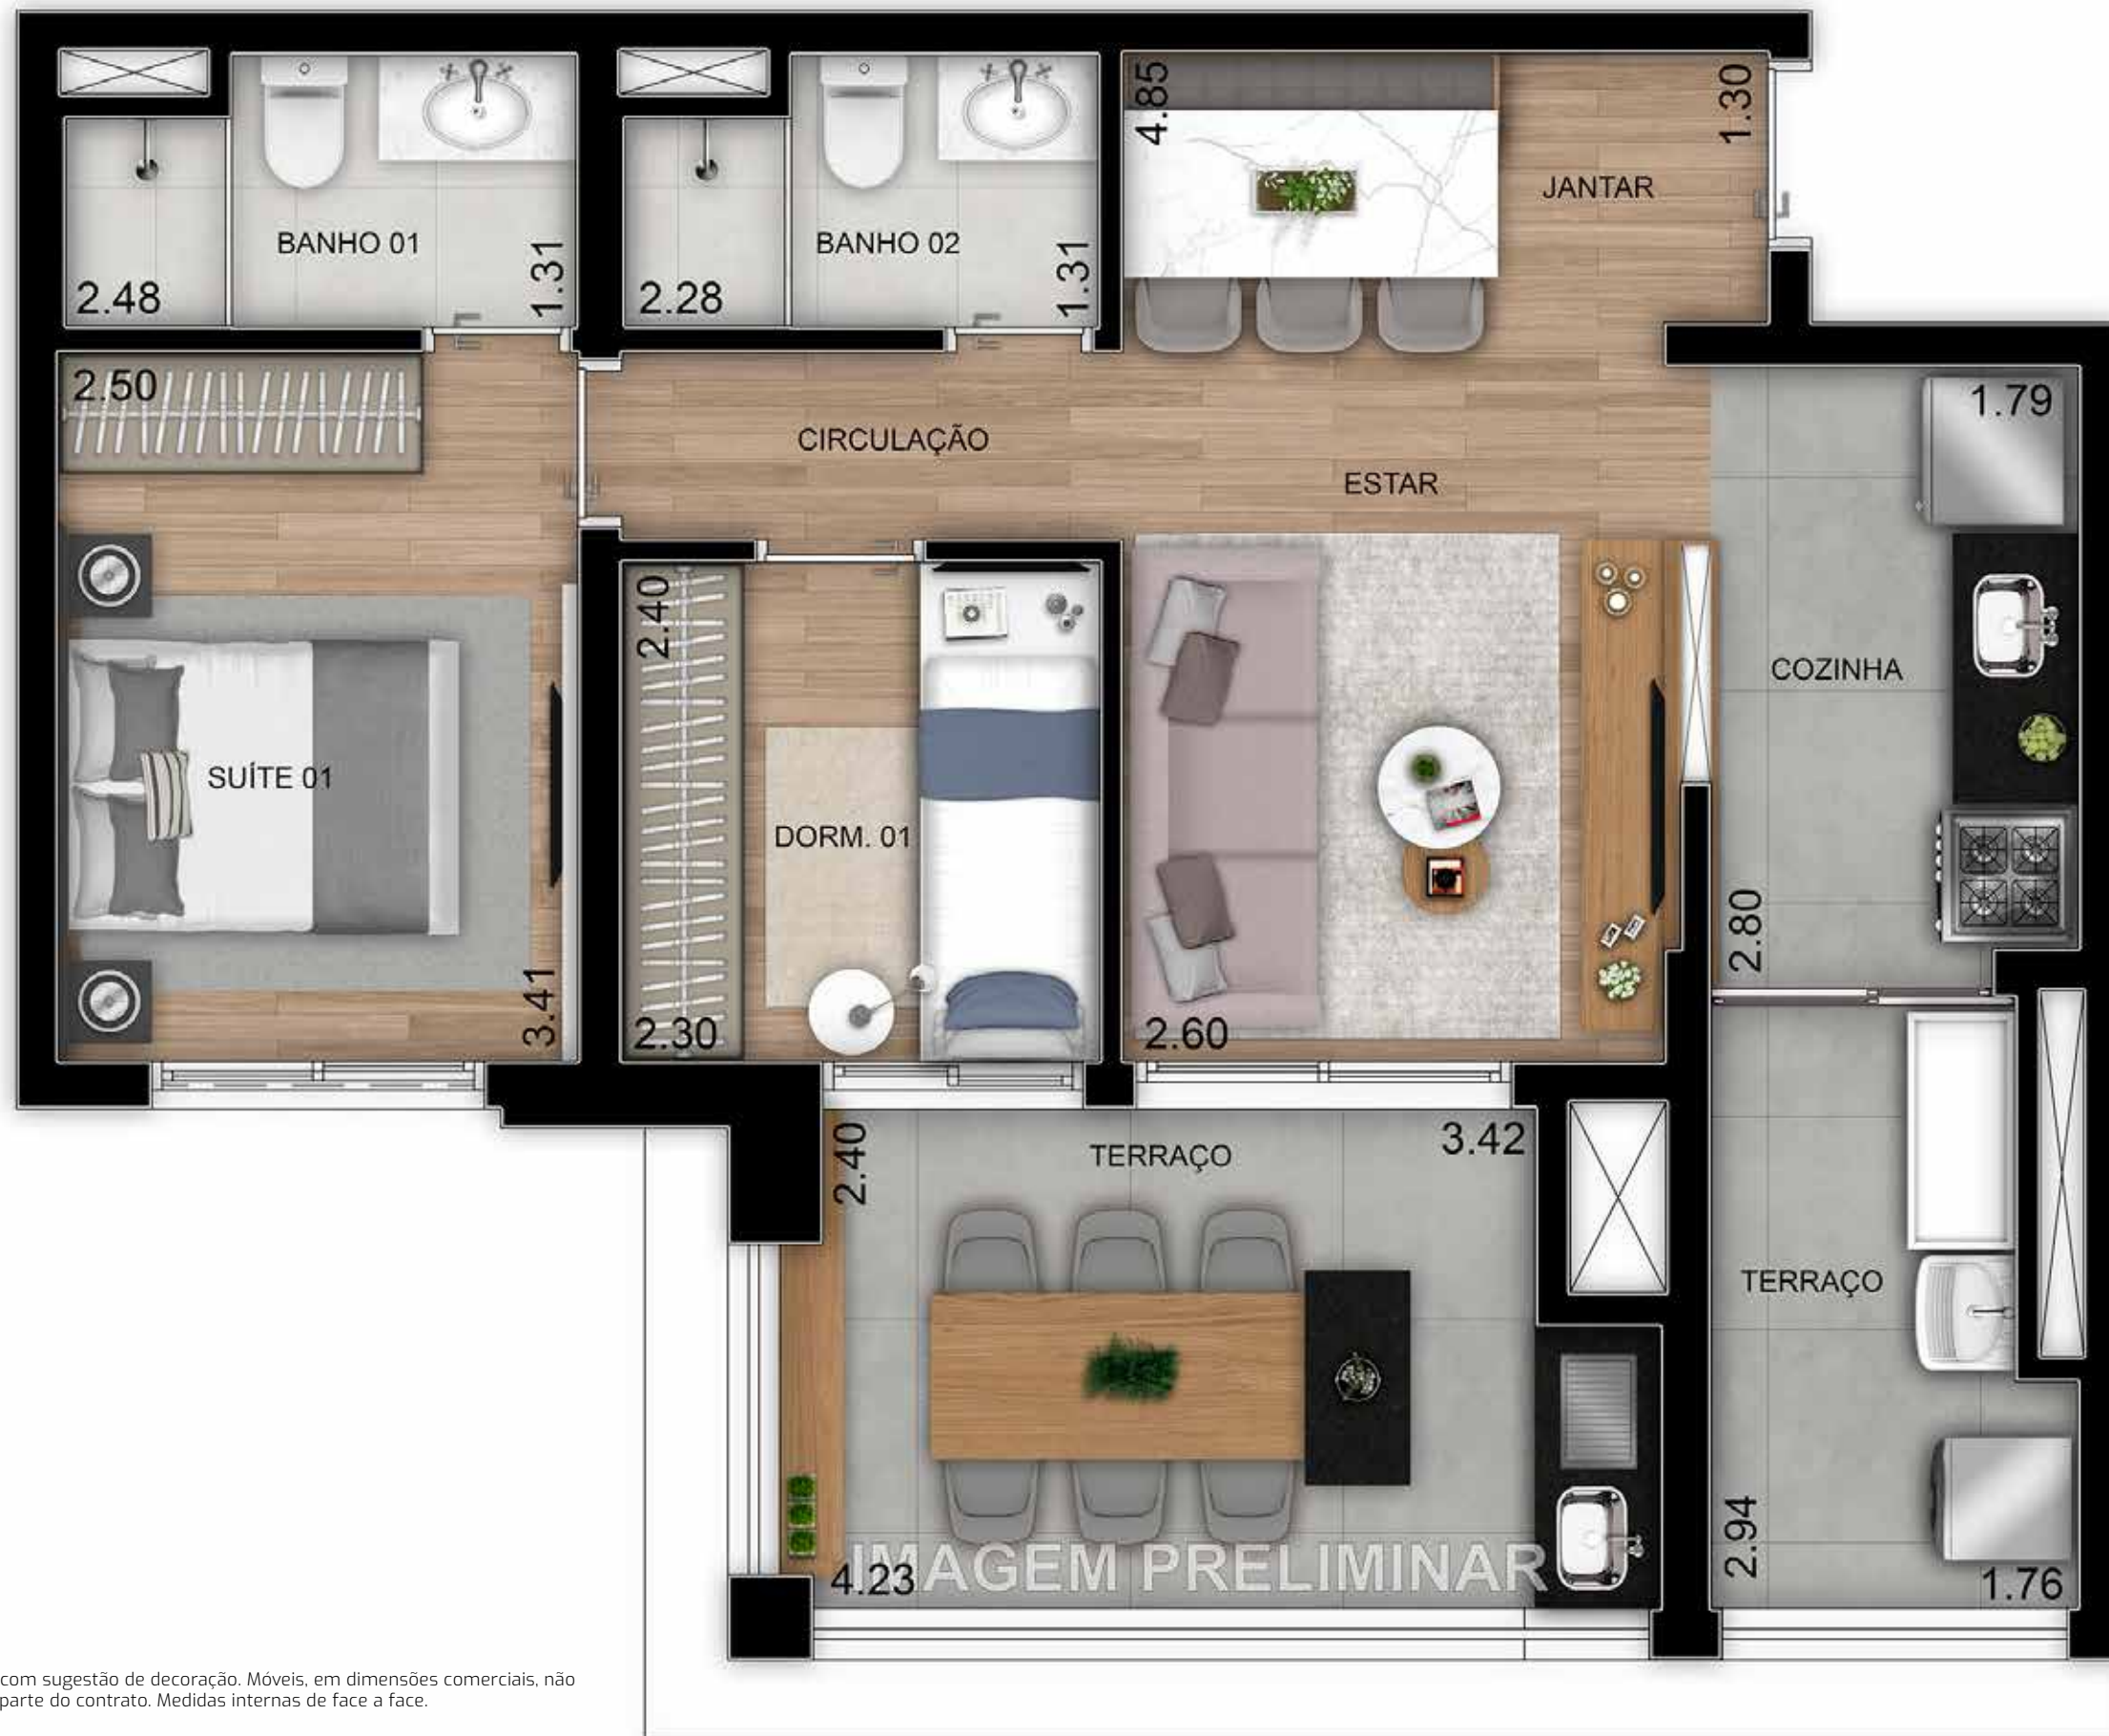 4.85
1.30
JANTAR
BANHO 01
1.31
2.48
BANHO 02
1.31
2.28
2.50
1.79
CIRCULAÇÃO
ESTAR
2.40
COZINHA
SUÍTE 01
DORM. 01
2.80
3.41
2.30
2.60
2.40
TERRAÇO
3.42
TERRAÇO
2.94
4.23
IMAGEM PRELIMINAR
1.76
com sugestão de decoração. Móveis, em dimensões comerciais, não
parte do contrato. Medidas internas de face a face.